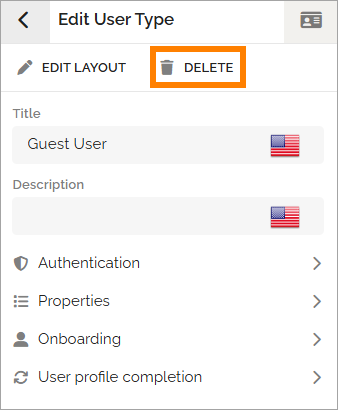 Edit User Type
EDIT LAYOUT DELETE
Title
Guest User
Description
Authentication
Properties
Onboarding
User profile completion